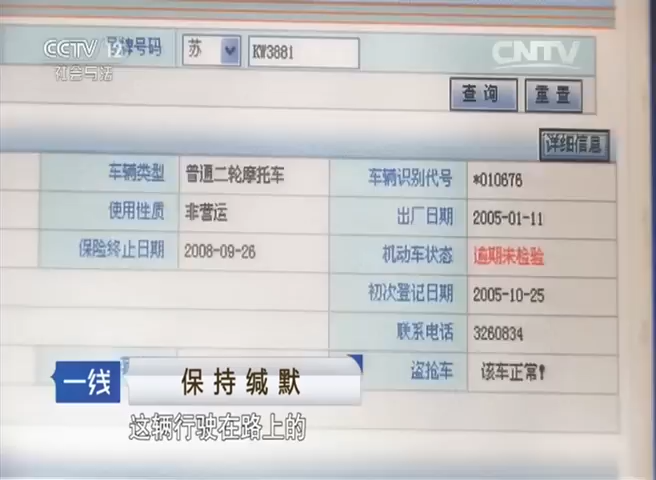 CCTV 12
社会与法
CNTV
号牌号码 苏 KW3881
查询 重置
详细信息
车辆类型 普通二轮摩托车 车辆识别代号 *010676
使用性质 非营运 出厂日期 2005-01-11
保险终止日期 2008-09-26 机动车状态 逾期未检验
初次登记日期 2005-10-25
联系电话 3260834
盗抢车 该车正常!
一线 保持缄默
这辆行驶在路上的